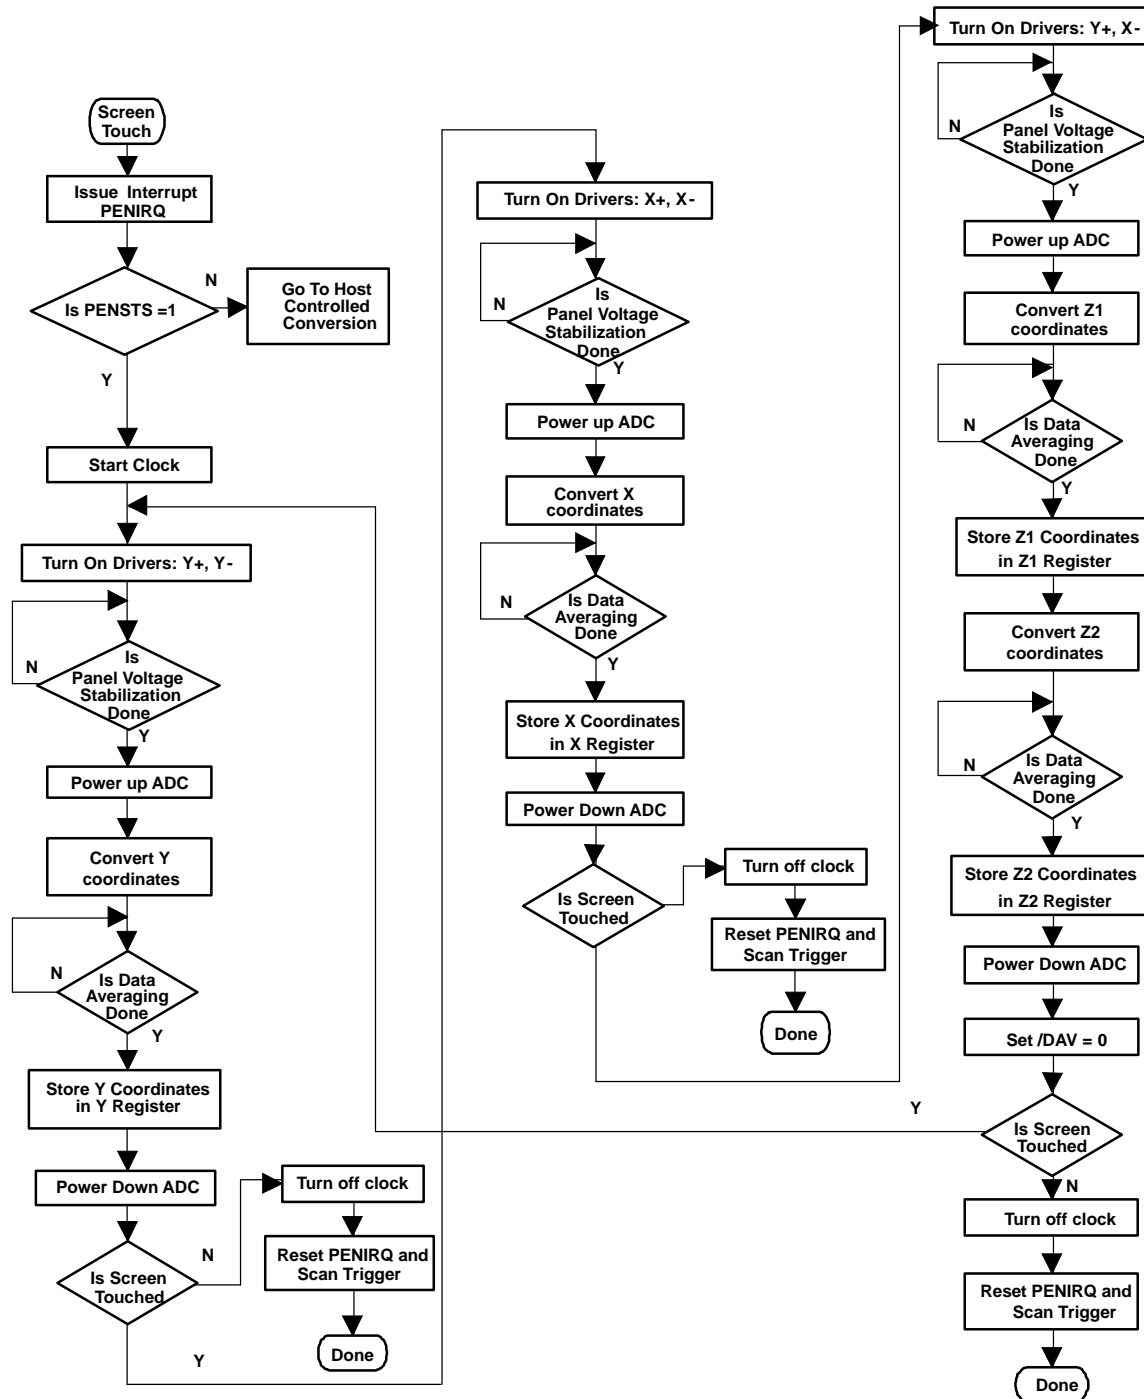 Screen
Touch
Issue Interrupt
PENIRQ
Is PENSTS =1
N
Go To Host
Controlled
Conversion
Y
Start Clock
Turn On Drivers: Y+, Y-
N
Is
Panel Voltage
Stabilization
Done
Y
Power up ADC
Convert Y
coordinates
N
Is Data
Averaging
Done
Y
Store Y Coordinates
in Y Register
Power Down ADC
Is Screen
Touched
N
Turn off clock
Reset PENIRQ and
Scan Trigger
Done
Y
Turn On Drivers: X+, X-
N
Is
Panel Voltage
Stabilization
Done
Y
Power up ADC
Convert X
coordinates
N
Is Data
Averaging
Done
Y
Store X Coordinates
in X Register
Power Down ADC
Is Screen
Touched
Turn off clock
Reset PENIRQ and
Scan Trigger
Done
Turn On Drivers: Y+, X-
N
Is
Panel Voltage
Stabilization
Done
Y
Power up ADC
Convert Z1
coordinates
N
Is Data
Averaging
Done
Y
Store Z1 Coordinates
in Z1 Register
Convert Z2
coordinates
N
Is Data
Averaging
Done
Y
Store Z2 Coordinates
in Z2 Register
Power Down ADC
Set /DAV = 0
Y
Is Screen
Touched
N
Turn off clock
Reset PENIRQ and
Scan Trigger
Done